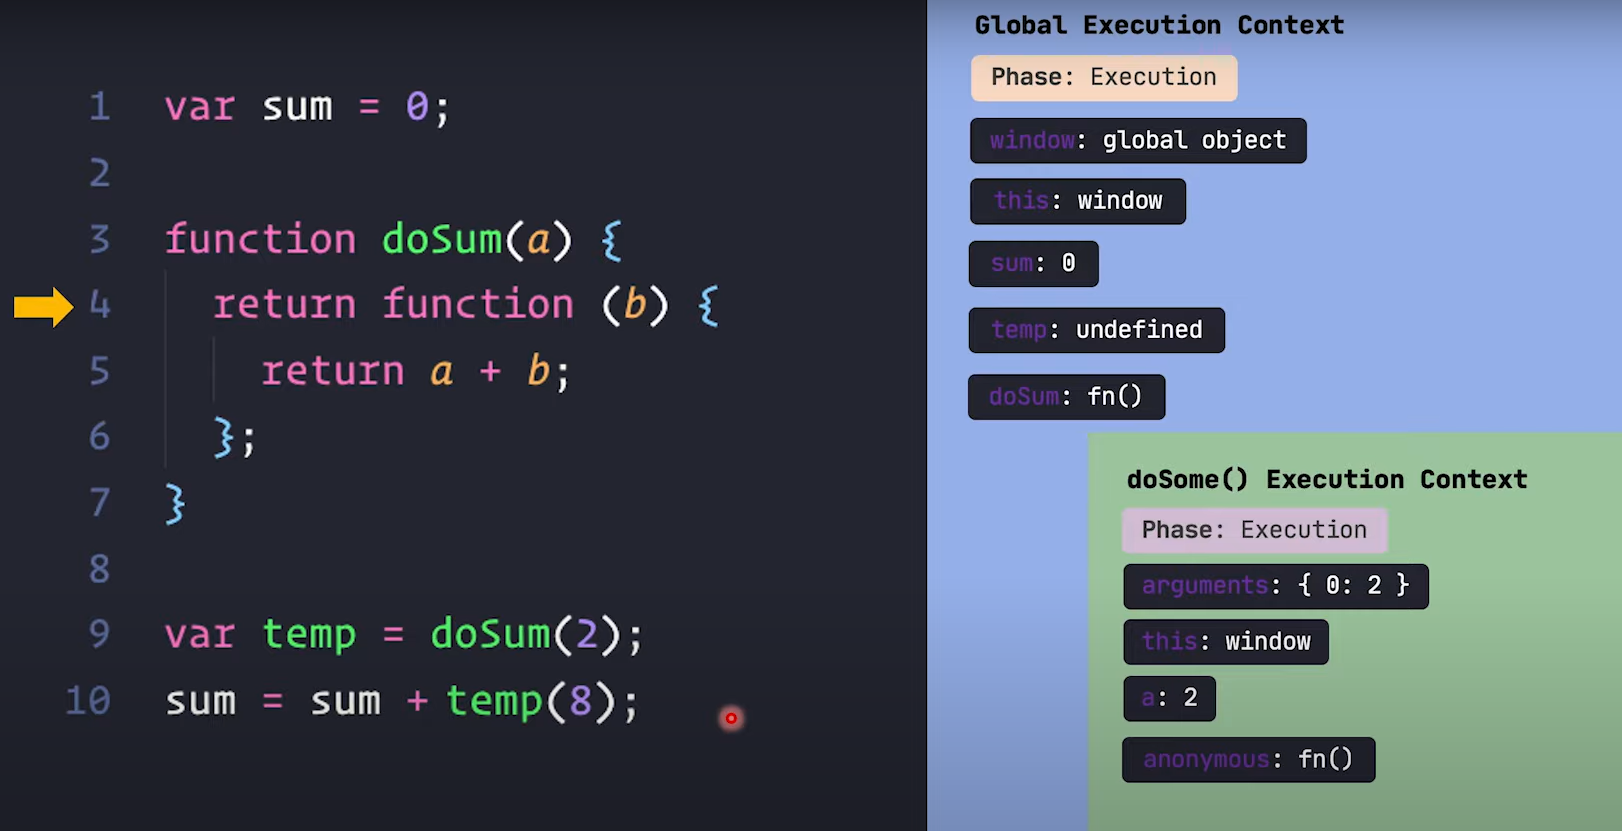 1 var sum = 0;
2
3 function doSum(a) {
4 return function (b) {
5 return a + b;
6 };
7 }
8
9 var temp = doSum(2);
10 sum = sum + temp(8);
Global Execution Context
Phase: Execution
window: global object
this: window
sum: 0
temp: undefined
doSum: fn()
doSome() Execution Context
Phase: Execution
arguments: { 0: 2 }
this: window
a: 2
anonymous: fn()